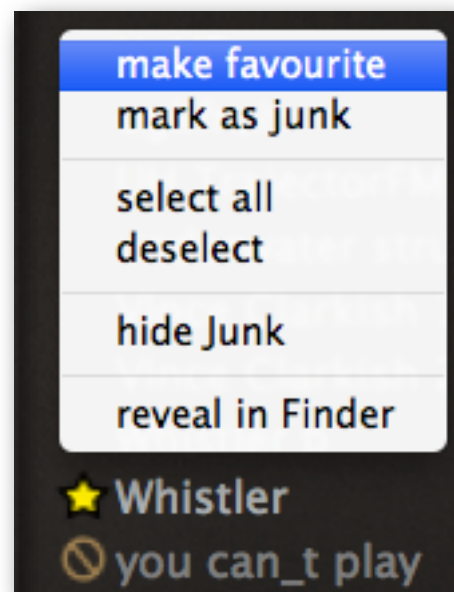 make favourite
mark as junk
select all
deselect
hide Junk
reveal in Finder
Whistler
you can_t play